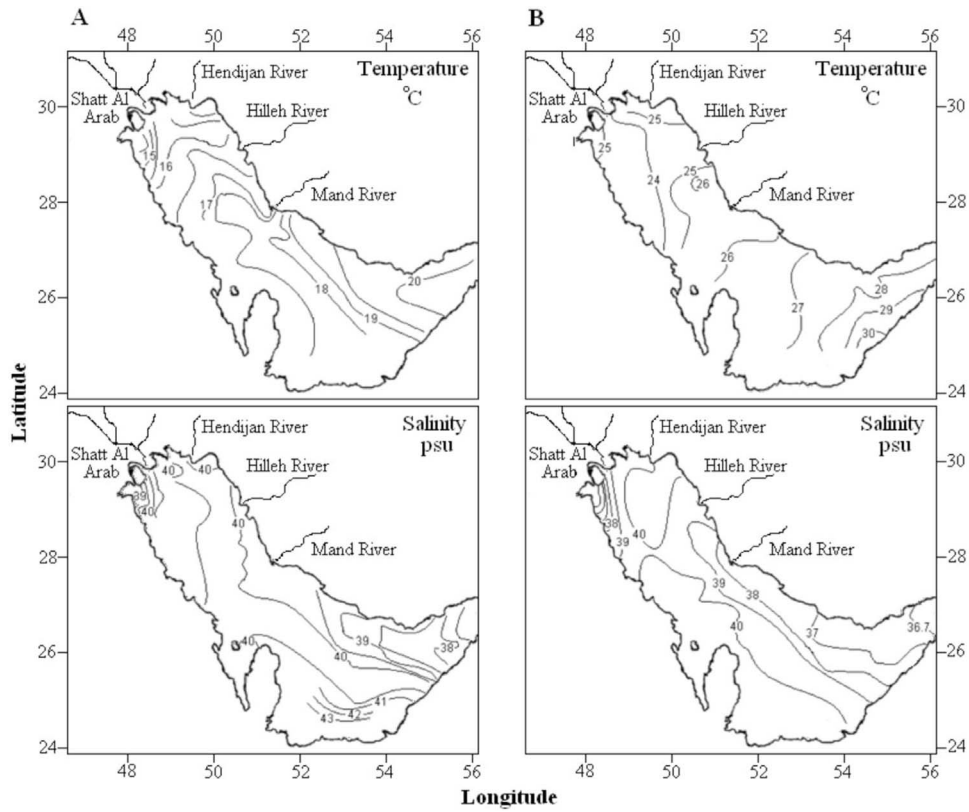 A
B
48 50 52 54 56
48 50 52 54 56
Hendijan River
Temperature
°C
Shatt Al
Arab
Hilleh River
Mand River
30
28
26
24
15
16
17
18
19
20
Hendijan River
Temperature
°C
Shatt Al
Arab
Hilleh River
Mand River
30
28
26
24
25
25
24
25
26
26
27
28
29
30
Latitude
Hendijan River
Salinity
psu
Shatt Al
Arab
Hilleh River
Mand River
30
28
26
24
40
40
39
40
40
39
38
40
40
41
42
43
Hendijan River
Salinity
psu
Shatt Al
Arab
Hilleh River
Mand River
30
28
26
24
38
39
40
39
38
40
37
36.7
48 50 52 54 56
48 50 52 54 56
Longitude